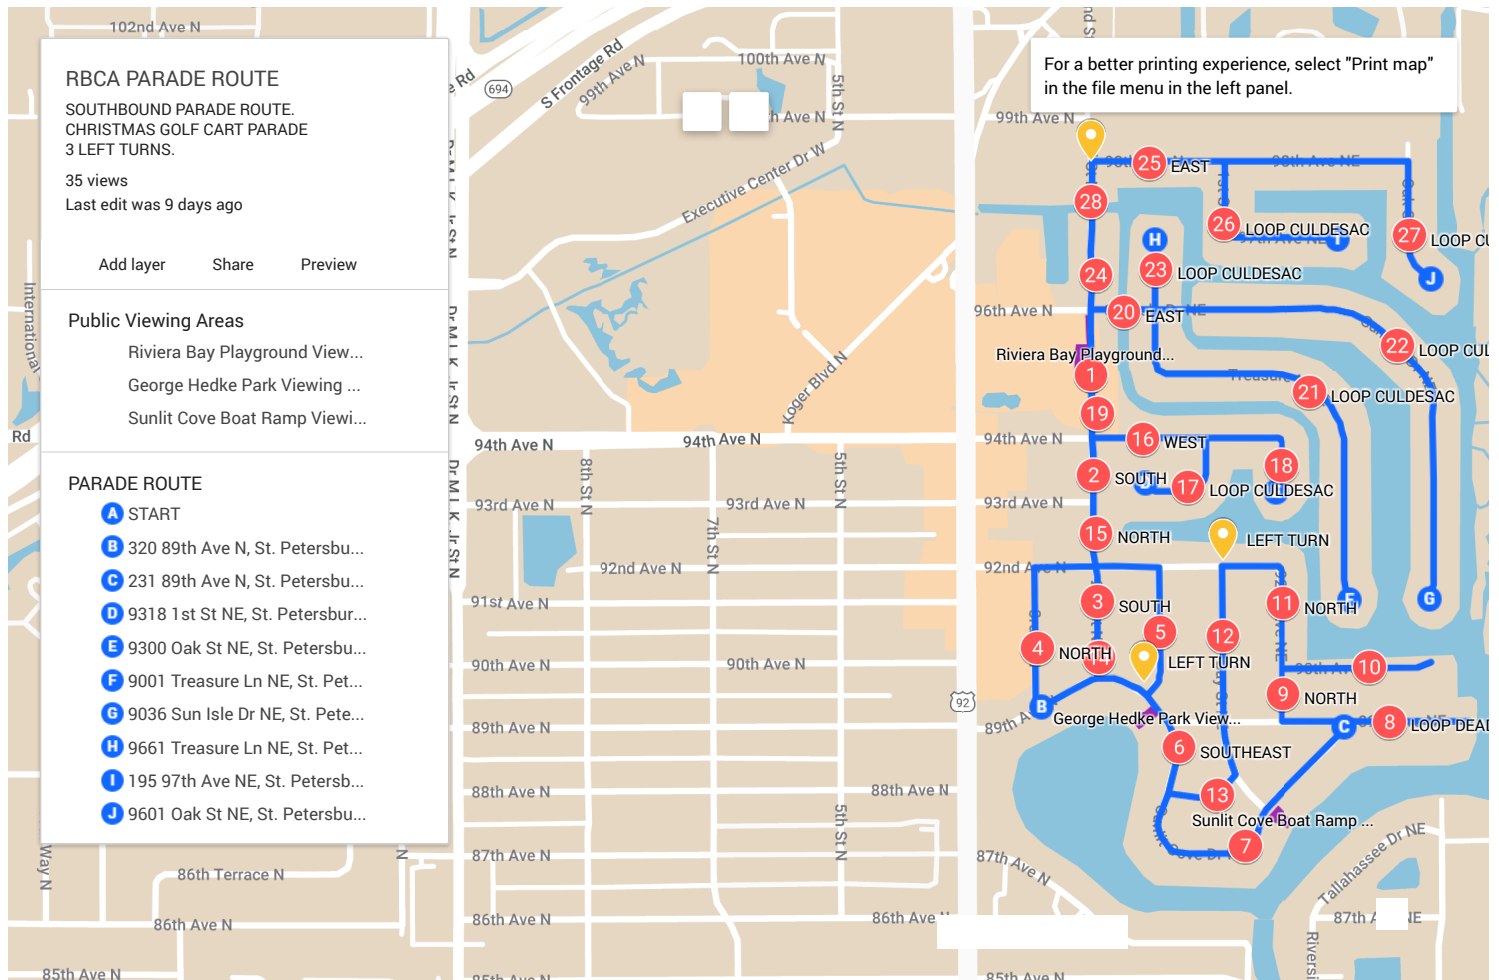 RBCA PARADE ROUTE
SOUTHBOUND PARADE ROUTE.
CHRISTMAS GOLF CART PARADE
3 LEFT TURNS.
35 views
Last edit was 9 days ago
Add layer Share Preview
Public Viewing Areas
Riviera Bay Playground View...
George Hedke Park Viewing ...
Sunlit Cove Boat Ramp Viewi...
PARADE ROUTE
A START
B 320 89th Ave N, St. Petersbu...
C 231 89th Ave N, St. Petersbu...
D 9318 1st St NE, St. Petersbur...
E 9300 Oak St NE, St. Petersbu...
F 9001 Treasure Ln NE, St. Pet...
G 9036 Sun Isle Dr NE, St. Pete...
H 9661 Treasure Ln NE, St. Pet...
I 195 97th Ave NE, St. Petersb...
J 9601 Oak St NE, St. Petersbu...
For a better printing experience, select "Print map"
in the file menu in the left panel.
102nd Ave N
694
S Frontage Rd
99th Ave N
100th Ave N
5th St N
Executive Center Dr W
Koger Blvd N
International
Rd
Way N
94th Ave N
94th Ave N
93rd Ave N
93rd Ave N
8th St N
7th St N
5th St N
92nd Ave N
91st Ave N
90th Ave N
90th Ave N
89th Ave N
88th Ave N
88th Ave N
5th St N
87th Ave N
86th Ave N
86th Ave N
86th Terrace N
86th Ave N
85th Ave N
85th Ave N
92
99th Ave N
25 EAST
28
26 LOOP CULDESAC
I
27 LOOP CU
J
H
24
23 LOOP CULDESAC
96th Ave N
20 EAST
22 LOOP CUL
Riviera Bay Playground...
1
21 LOOP CULDESAC
19
94th Ave N
16 WEST
18
2 SOUTH
17 LOOP CULDESAC
93rd Ave N
15 NORTH
LEFT TURN
92nd Ave N
3 SOUTH
11 NORTH
F
G
5
12
4 NORTH
14
LEFT TURN
10
9 NORTH
B
89th Ave N
George Hedke Park View...
C
8 LOOP DEAD
6 SOUTHEAST
13
Sunlit Cove Boat Ramp ...
7
87th Ave N
Tallahassee Dr NE